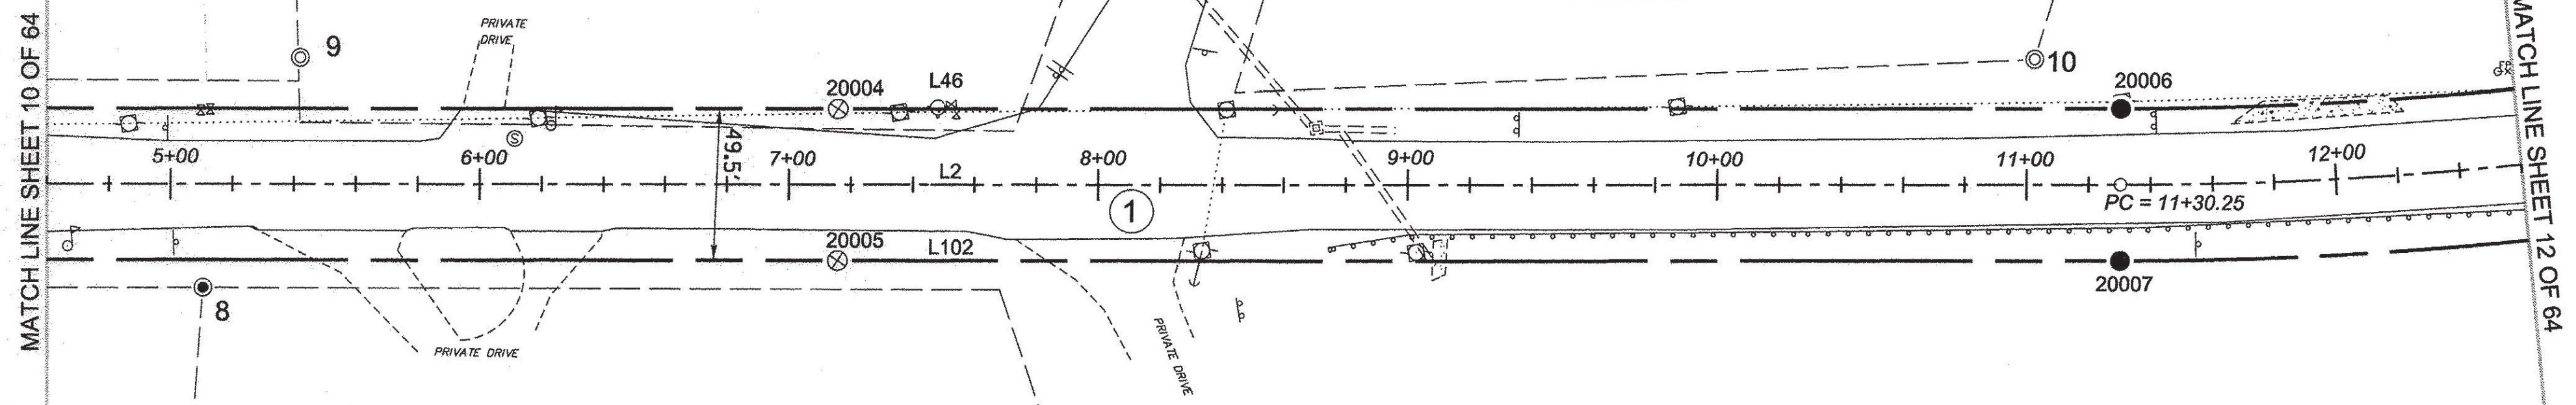 MATCH LINE SHEET 10 OF 64
9
PRIVATE
DRIVE
20004
L46
10
20006
MATCH LINE SHEET 12 OF 64
S
5+00
6+00
49.5'
7+00
8+00
9+00
10+00
11+00
12+00
L2
1
PC = 11+30.25
20005
L102
20007
8
PRIVATE DRIVE
PRIVATE DRIVE